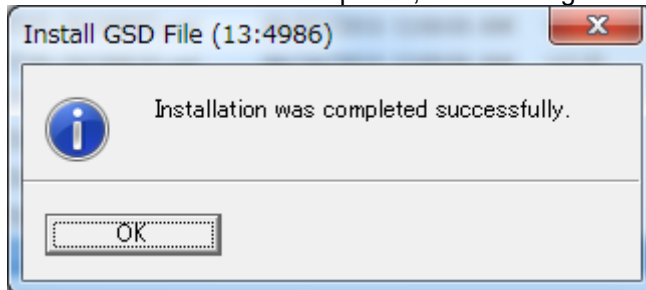 Install GSD File (13:4986)
Installation was completed successfully.
OK